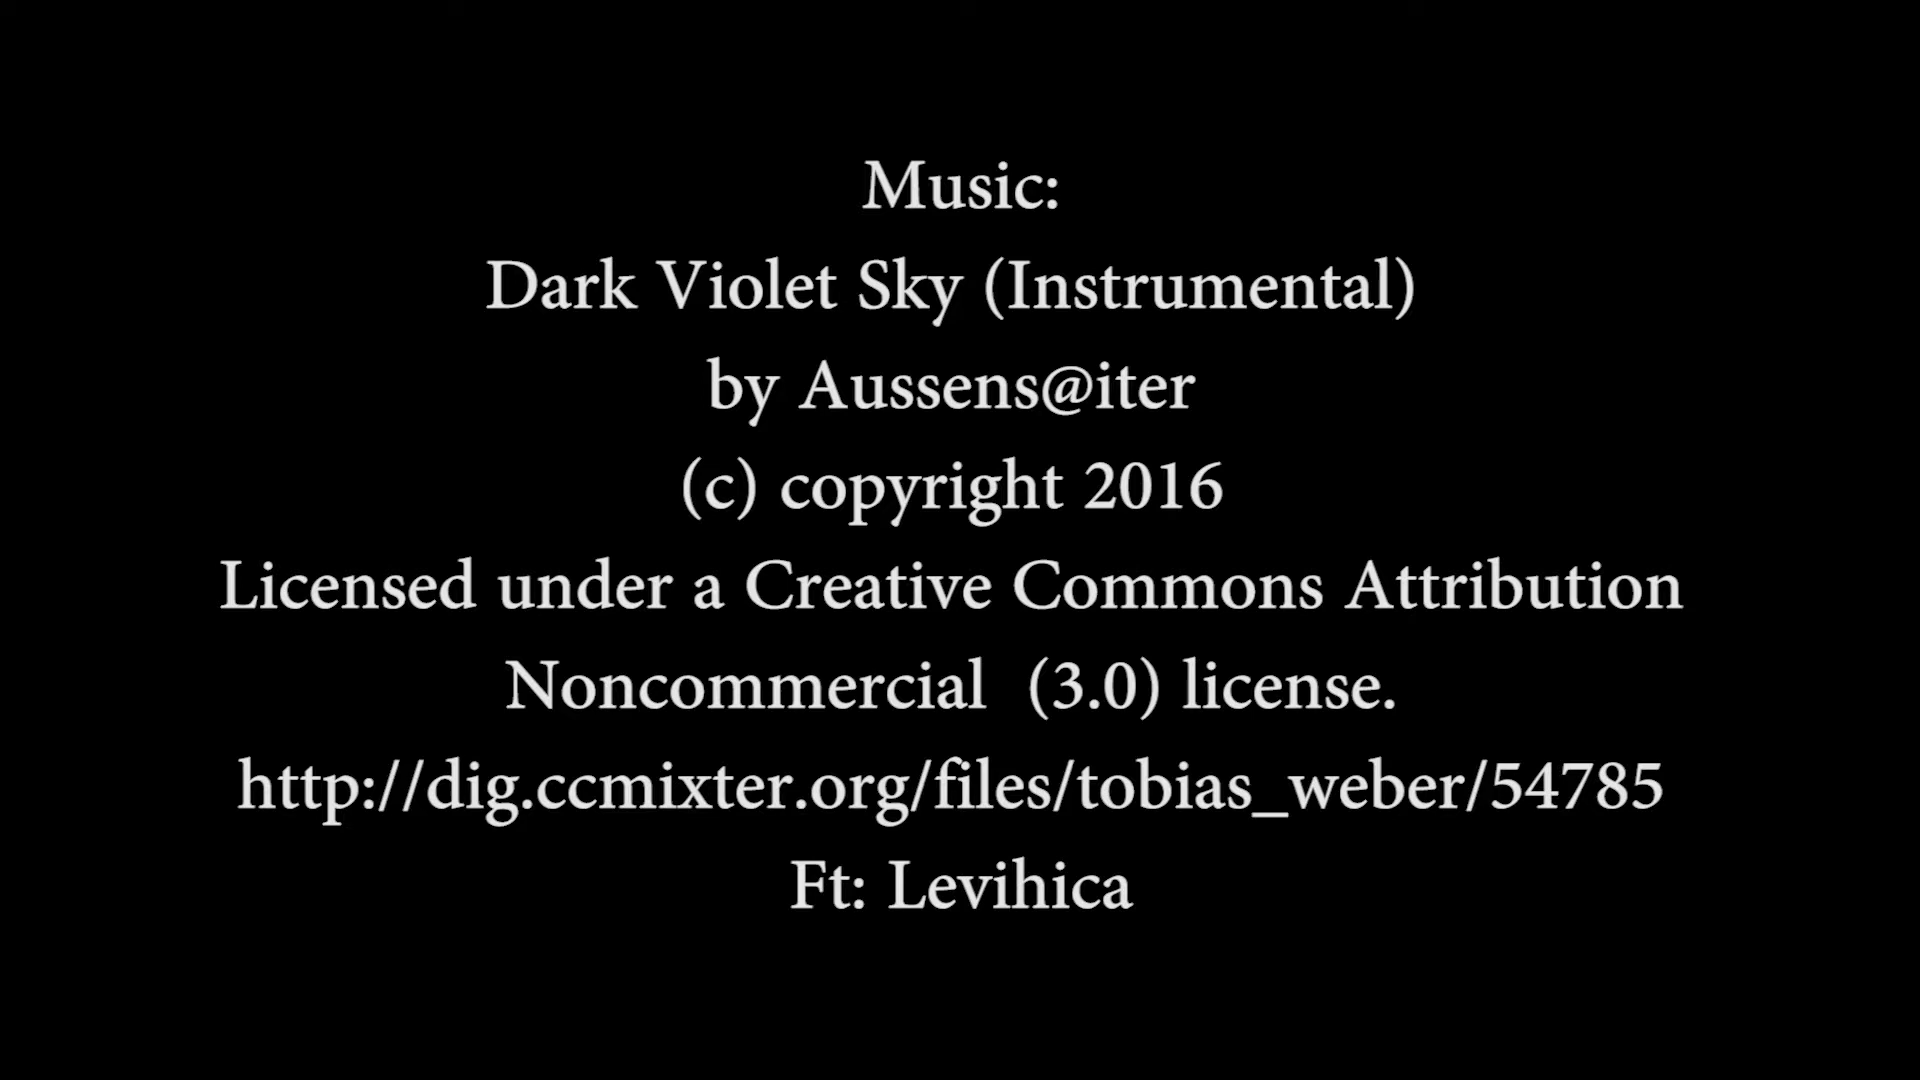 Music:
Dark Violet Sky (Instrumental)
by Aussens@iter
(c) copyright 2016
Licensed under a Creative Commons Attribution
Noncommercial  (3.0) license.
http://dig.ccmixter.org/files/tobias_weber/54785
Ft: Levihica